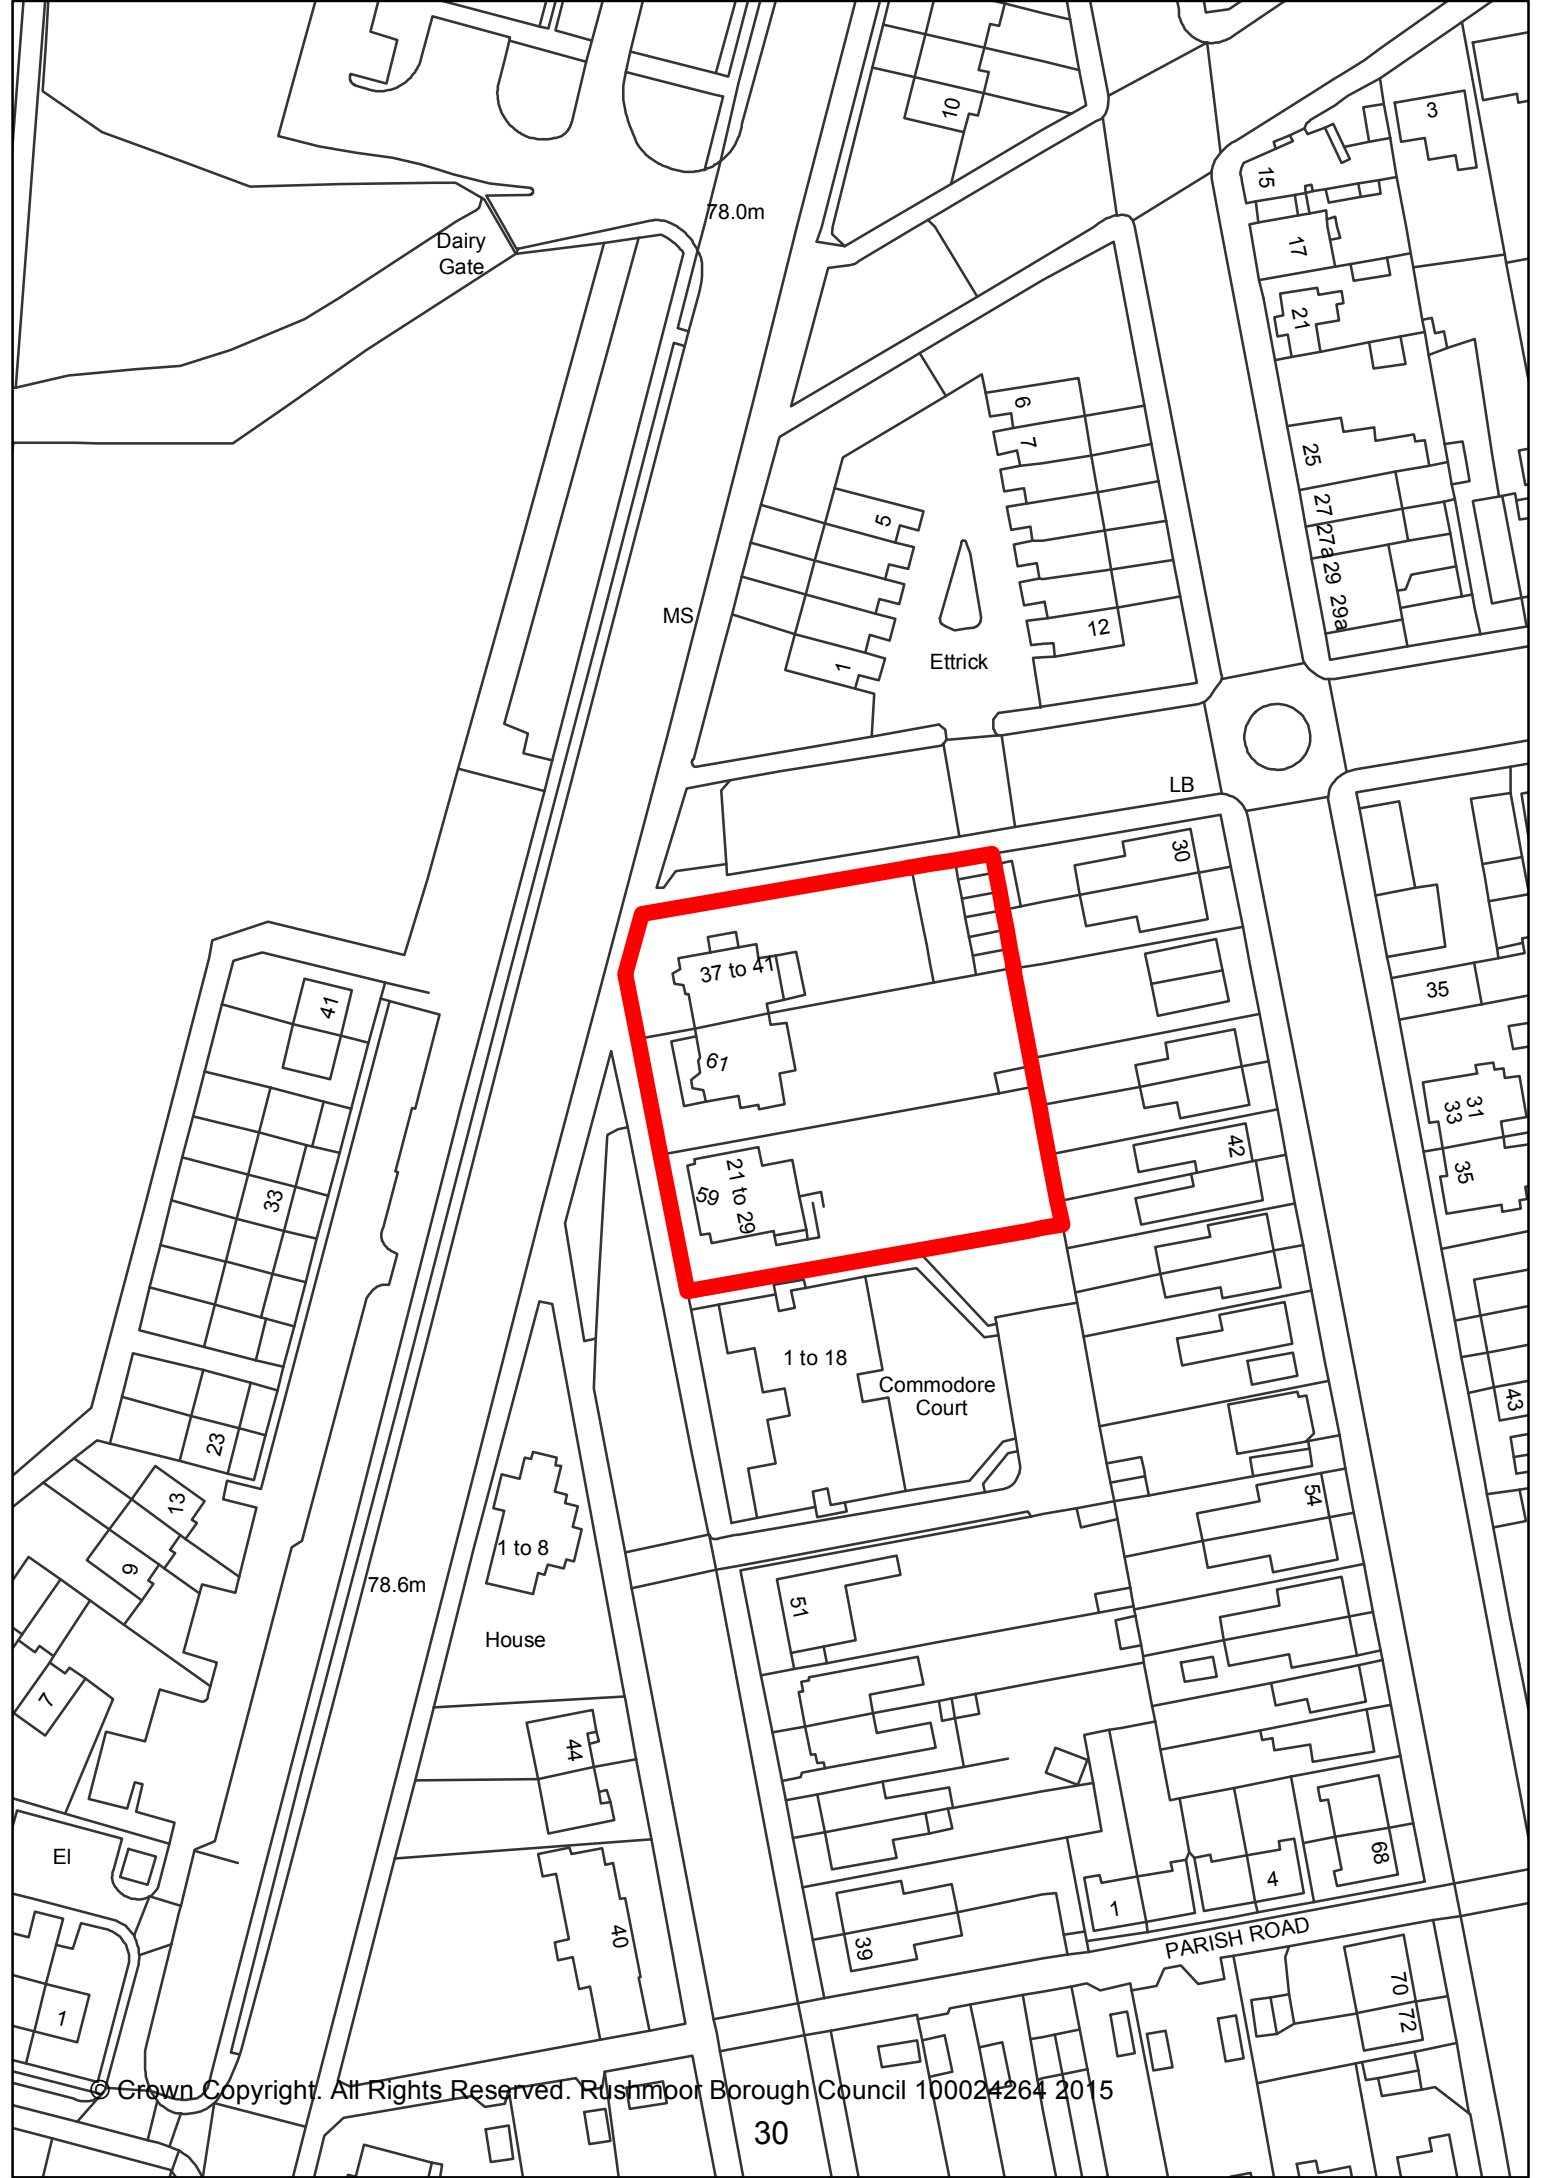 10
3
15
78.0m
17
Dairy
Gate
21
6
7
25
5
27
27a
29
29a
MS
12
1
Ettrick
LB
30
37 to 41
35
41
61
31
33
42
35
33
59
21 to 29
1 to 18
Commodore
Court
43
23
54
13
1 to 8
9
78.6m
51
House
7
44
El
68
4
1
40
39
PARISH ROAD
70
72
1
© Crown Copyright. All Rights Reserved. Rushmoor Borough Council 100024264 2015
30